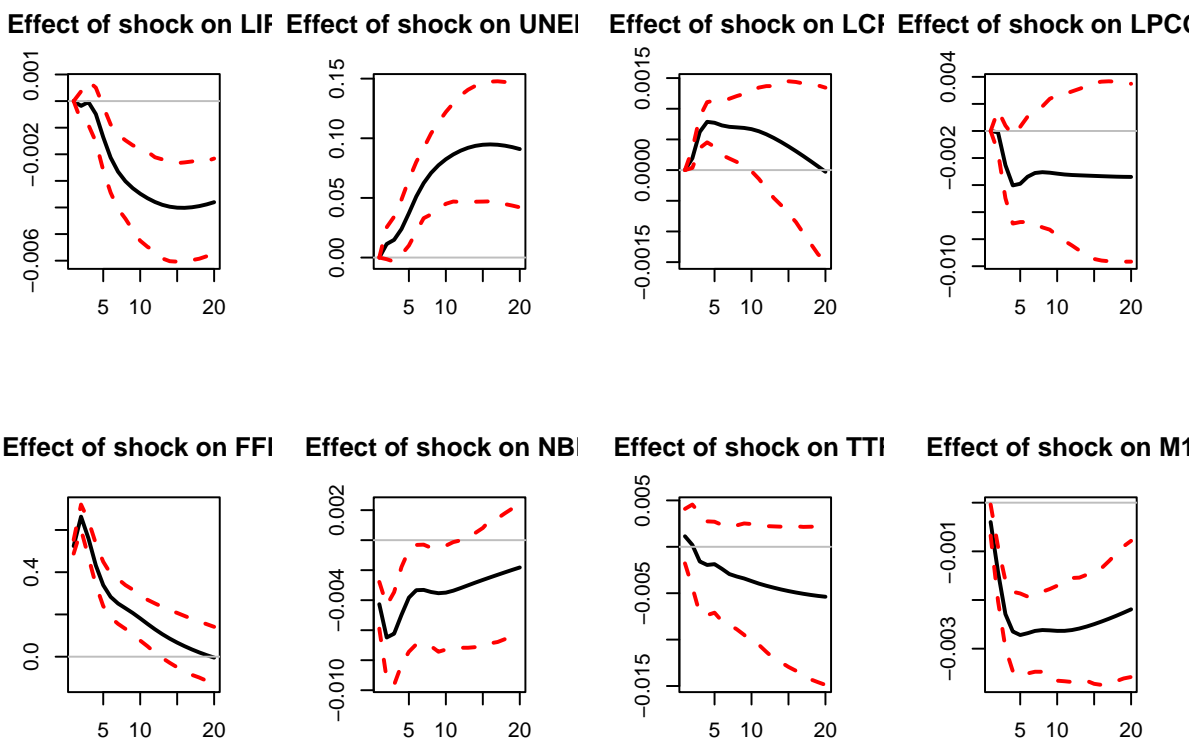 Effect of shock on LIF
0.001
−0.002
−0.006
5 10 20
Effect of shock on UNEI
0.15
0.10
0.05
0.00
5 10 20
Effect of shock on LCF
0.0015
0.0000
−0.0015
5 10 20
Effect of shock on LPCO
0.004
−0.002
−0.010
5 10 20
Effect of shock on FFI
0.4
0.0
5 10 20
Effect of shock on NBI
0.002
−0.004
−0.010
5 10 20
Effect of shock on TTF
0.005
−0.005
−0.015
5 10 20
Effect of shock on M1
−0.001
−0.003
5 10 20